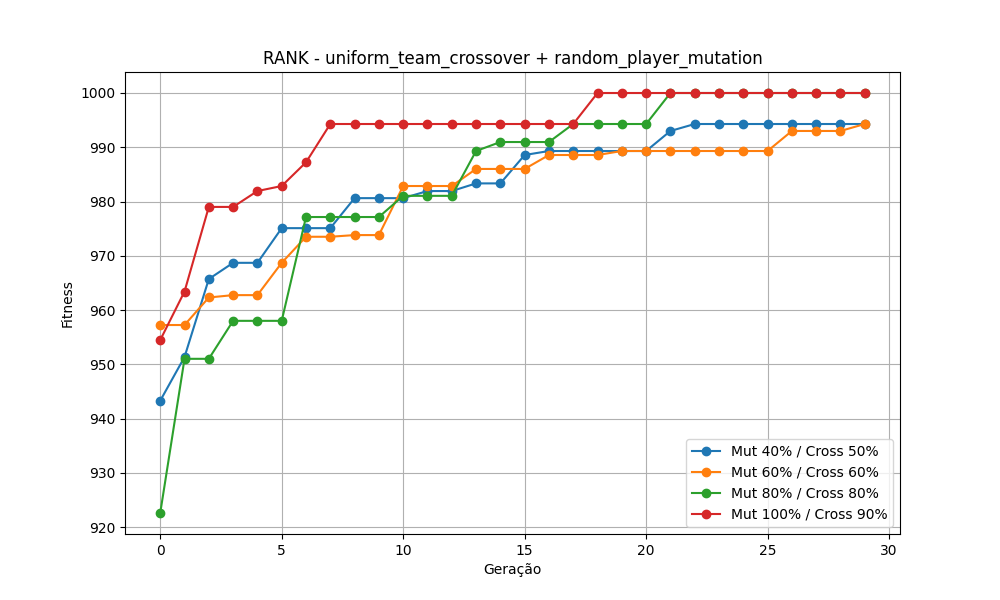 RANK - uniform_team_crossover + random_player_mutation
Fitness
1000
990
980
970
960
950
940
930
920
0 5 10 15 20 25 30
Geração
Mut 40% / Cross 50%
Mut 60% / Cross 60%
Mut 80% / Cross 80%
Mut 100% / Cross 90%